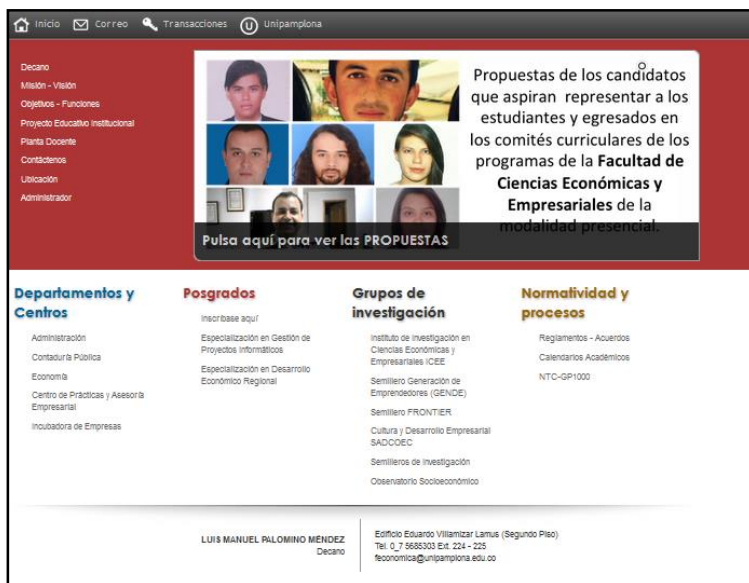 Inicio Correo Transacciones Unipamplona
Decano
Misión - Visión
Objetivos - Funciones
Proyecto Educativo Institucional
Planta Docente
Contáctenos
Ubicación
Administrador
Propuestas de los candidatos
que aspiran representar a los
estudiantes y egresados en
los comités curriculares de los
programas de la Facultad de
Ciencias Económicas y
Empresariales de la
modalidad presencial.
Pulsa aquí para ver las PROPUESTAS
Departamentos y
Centros
Administración
Contaduría Pública
Economía
Centro de Prácticas y Asesoría
Empresarial
Incubadora de Empresas
Posgrados
Inscríbase aquí
Especialización en Gestión de
Proyectos Informáticos
Especialización en Desarrollo
Económico Regional
Grupos de
investigación
Instituto de Investigación en
Ciencias Económicas y
Empresariales ICEE
Semillero Generación de
Emprendedores (GENDE)
Semillero FRONTIER
Cultura y Desarrollo Empresarial
SADCOEC
Semilleros de Investigación
Observatorio Socioeconómico
Normatividad y
procesos
Reglamentos - Acuerdos
Calendarios Académicos
NTC-GP1000
LUIS MANUEL PALOMINO MÉNDEZ
Decano
Edificio Eduardo Villamizar Lamus (Segundo Piso)
Tel. 0_7 5685303 Ext. 224 - 225
feconomica@unipamplona.edu.co